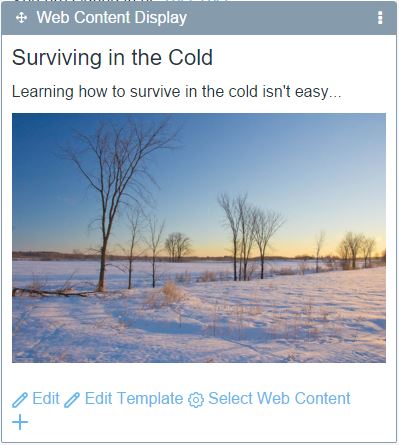 Web Content Display
Surviving in the Cold
Learning how to survive in the cold isn't easy...
Edit Edit Template Select Web Content